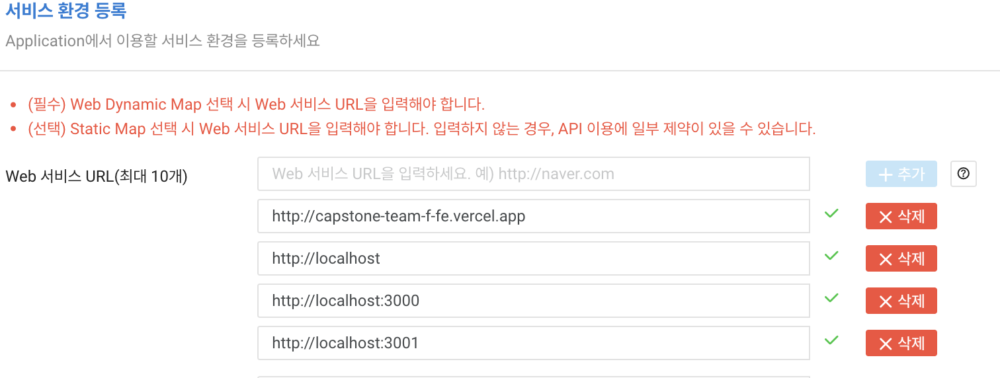 서비스 환경 등록
Application에서 이용할 서비스 환경을 등록하세요
• (필수) Web Dynamic Map 선택 시 Web 서비스 URL을 입력해야 합니다.
• (선택) Static Map 선택 시 Web 서비스 URL을 입력해야 합니다. 입력하지 않는 경우, API 이용에 일부 제약이 있을 수 있습니다.
Web 서비스 URL(최대 10개) Web 서비스 URL을 입력하세요. 예) http://naver.com + 추가 ?
http://capstone-team-f-fe.vercel.app ✓ × 삭제
http://localhost ✓ × 삭제
http://localhost:3000 ✓ × 삭제
http://localhost:3001 ✓ × 삭제